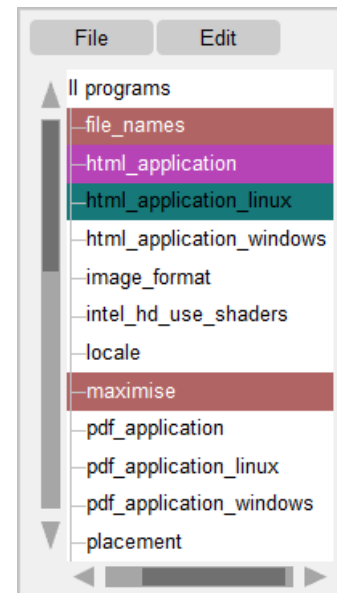 File Edit
ll programs
file_names
html_application
html_application_linux
html_application_windows
image_format
intel_hd_use_shaders
locale
maximise
pdf_application
pdf_application_linux
pdf_application_windows
placement